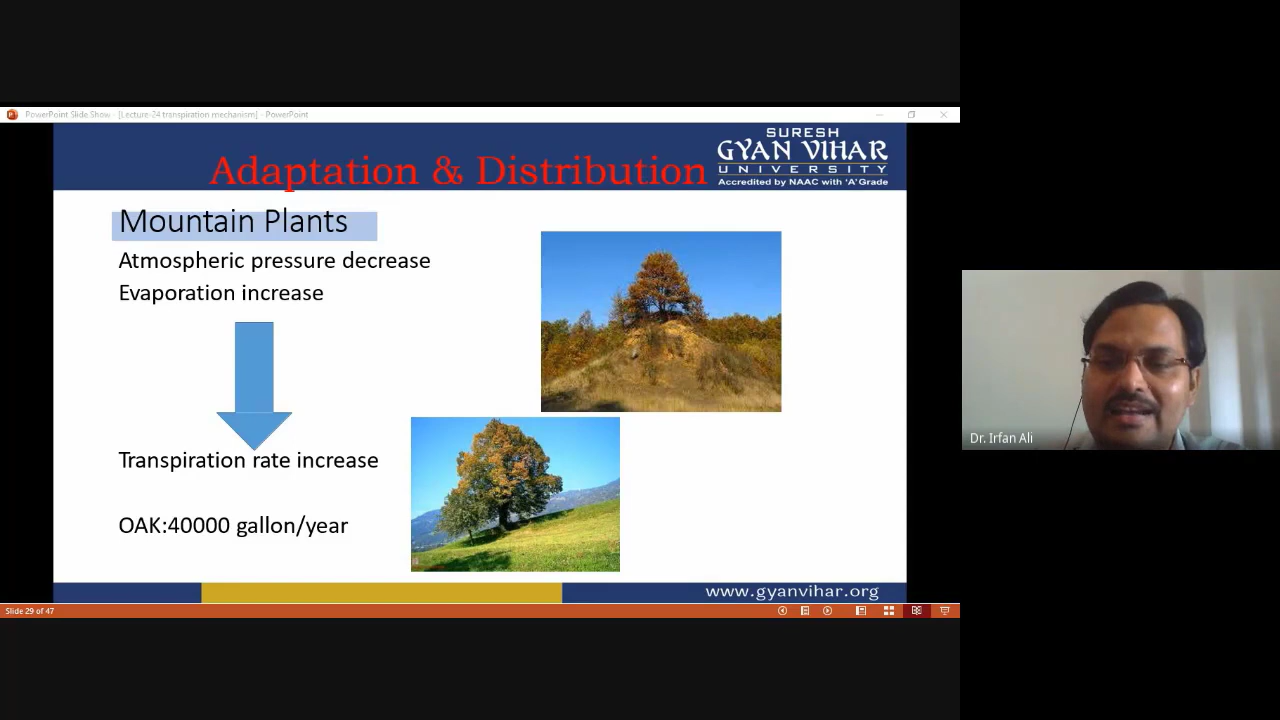 PowerPoint Slide Show - [Lecture-24 transpiration mechanism] - PowerPoint
Adaptation & Distribution
SURESH
GYAN VIHAR
UNIVERSITY
Accredited by NAAC with 'A' Grade
Mountain Plants
Atmospheric pressure decrease
Evaporation increase
Transpiration rate increase
OAK:40000 gallon/year
Dr. Irfan Ali
www.gyanvihar.org
Slide 29 of 47